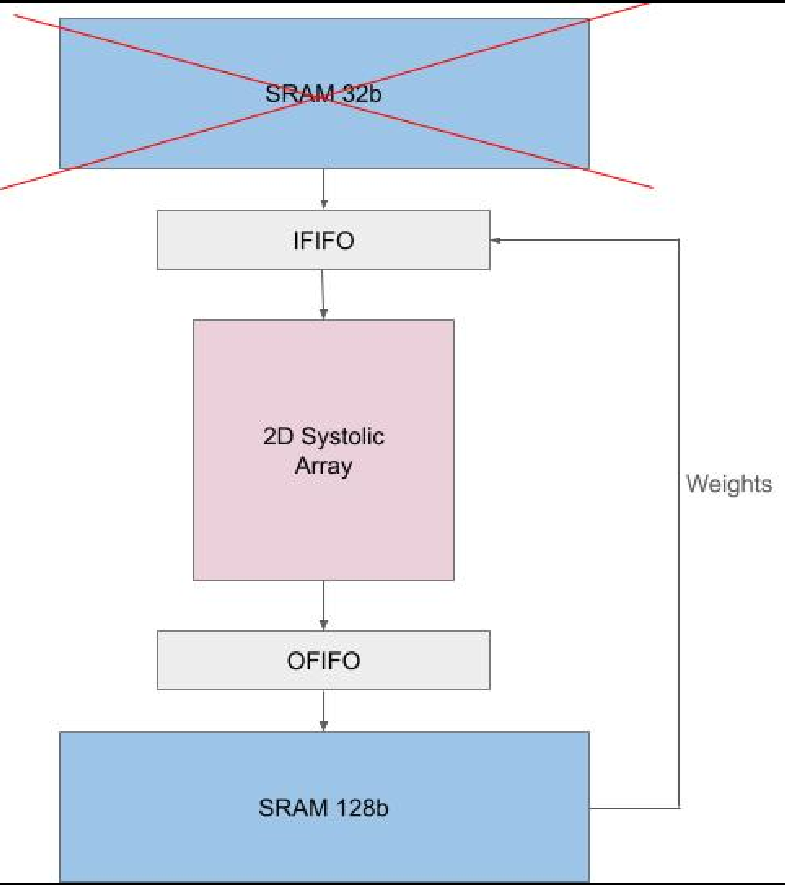 SRAM 32b
IFIFO
2D Systolic
Array
Weights
OFIFO
SRAM 128b